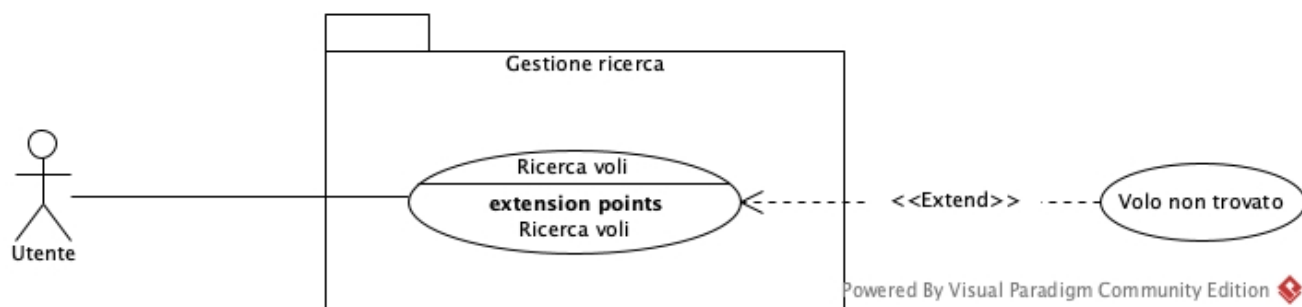 Gestione ricerca
Ricerca voli
extension points
Ricerca voli
<<Extend>>
Volo non trovato
Utente
Powered By Visual Paradigm Community Edition